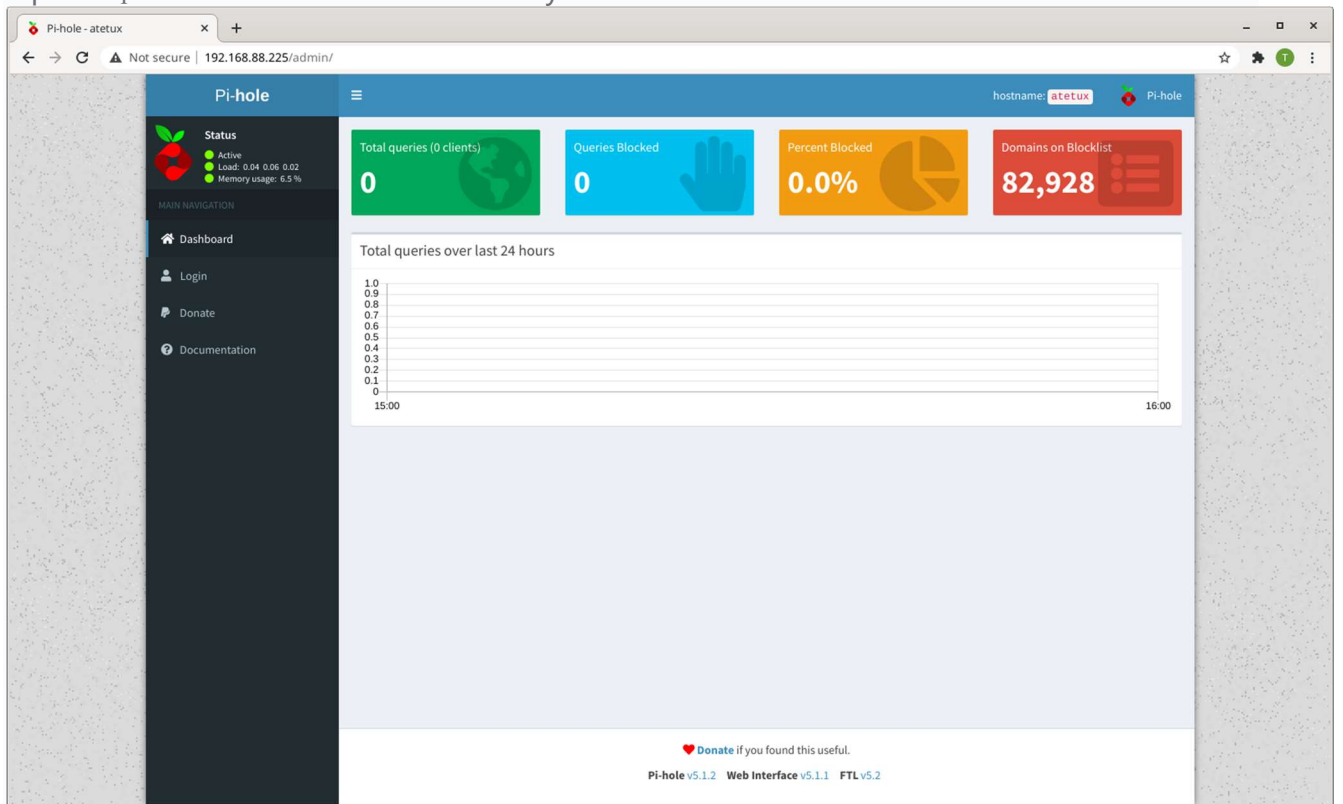 Pi-hole - atetux
Not secure | 192.168.88.225/admin/
Pi-hole
hostname: atetux
Pi-hole
Status
Active
Load: 0.04 0.06 0.02
Memory usage: 6.5 %
MAIN NAVIGATION
Dashboard
Login
Donate
Documentation
Total queries (0 clients)
0
Queries Blocked
0
Percent Blocked
0.0%
Domains on Blocklist
82,928
Total queries over last 24 hours
1.0
0.9
0.8
0.7
0.6
0.5
0.4
0.3
0.2
0.1
0
15:00
16:00
Donate if you found this useful.
Pi-hole v5.1.2 Web Interface v5.1.1 FTL v5.2
T